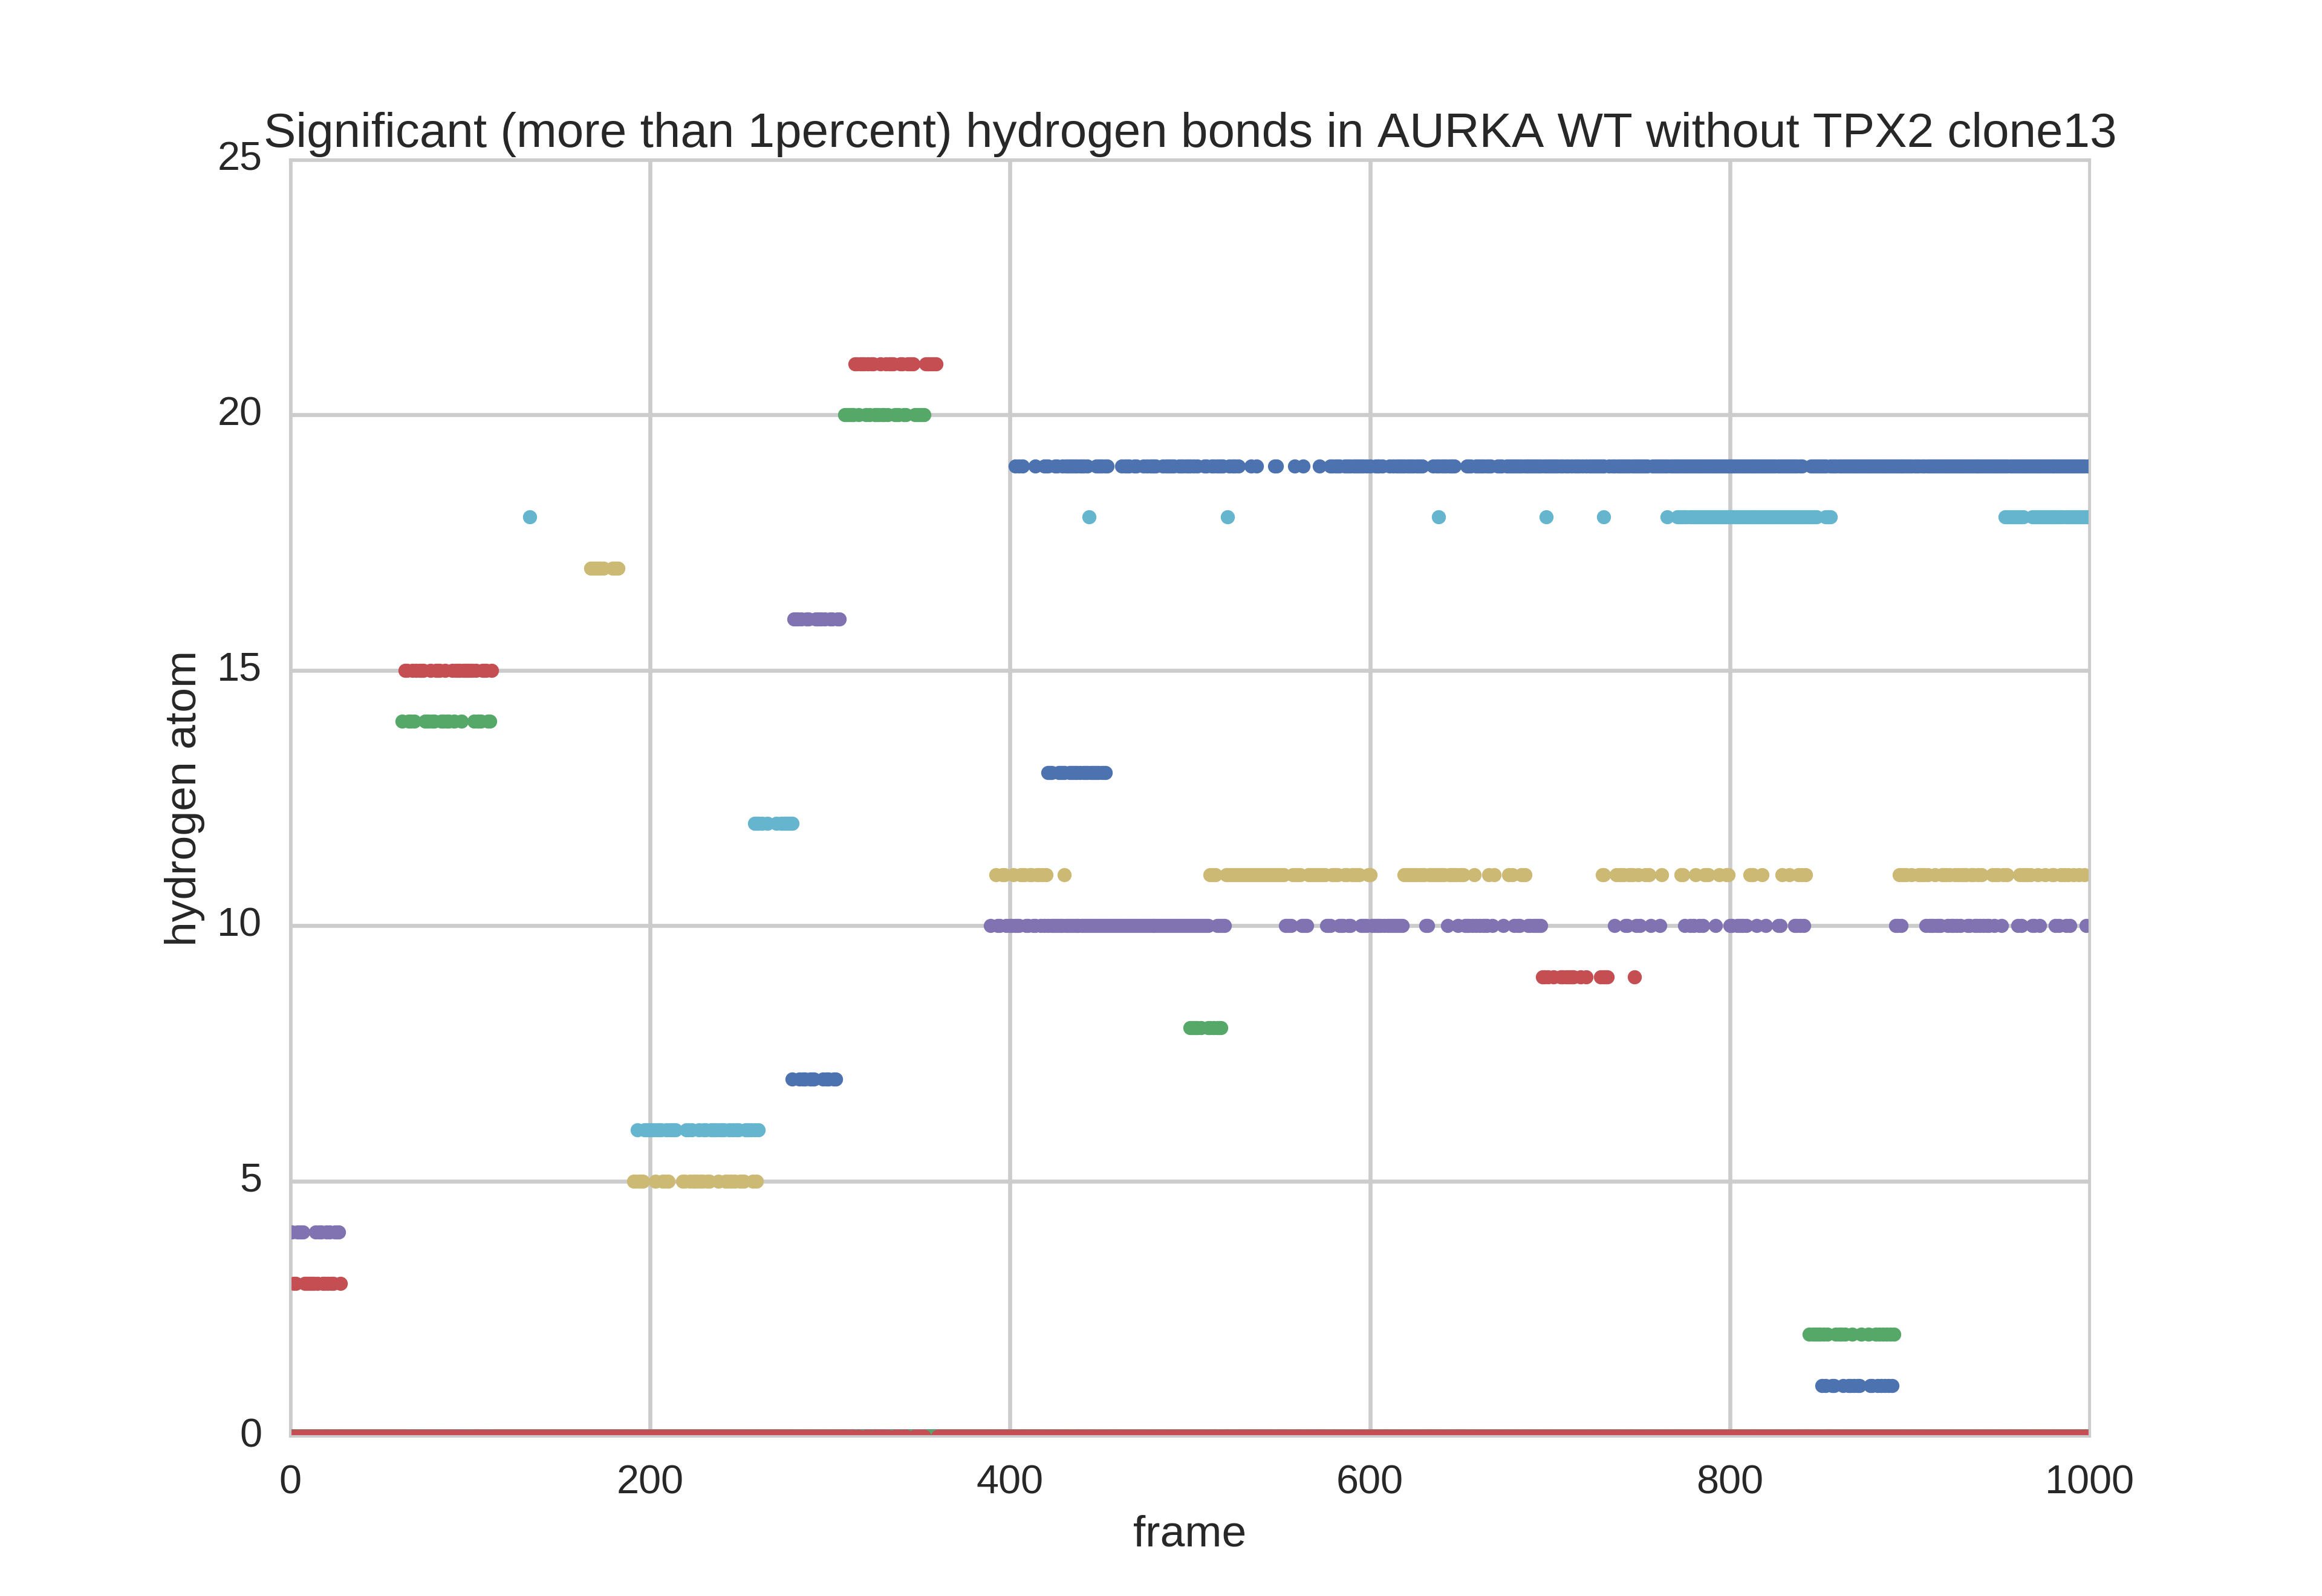 Significant (more than 1percent) hydrogen bonds in AURKA WT without TPX2 clone13
25
20
15
10
5
0
hydrogen atom
0 200 400 600 800 1000
frame